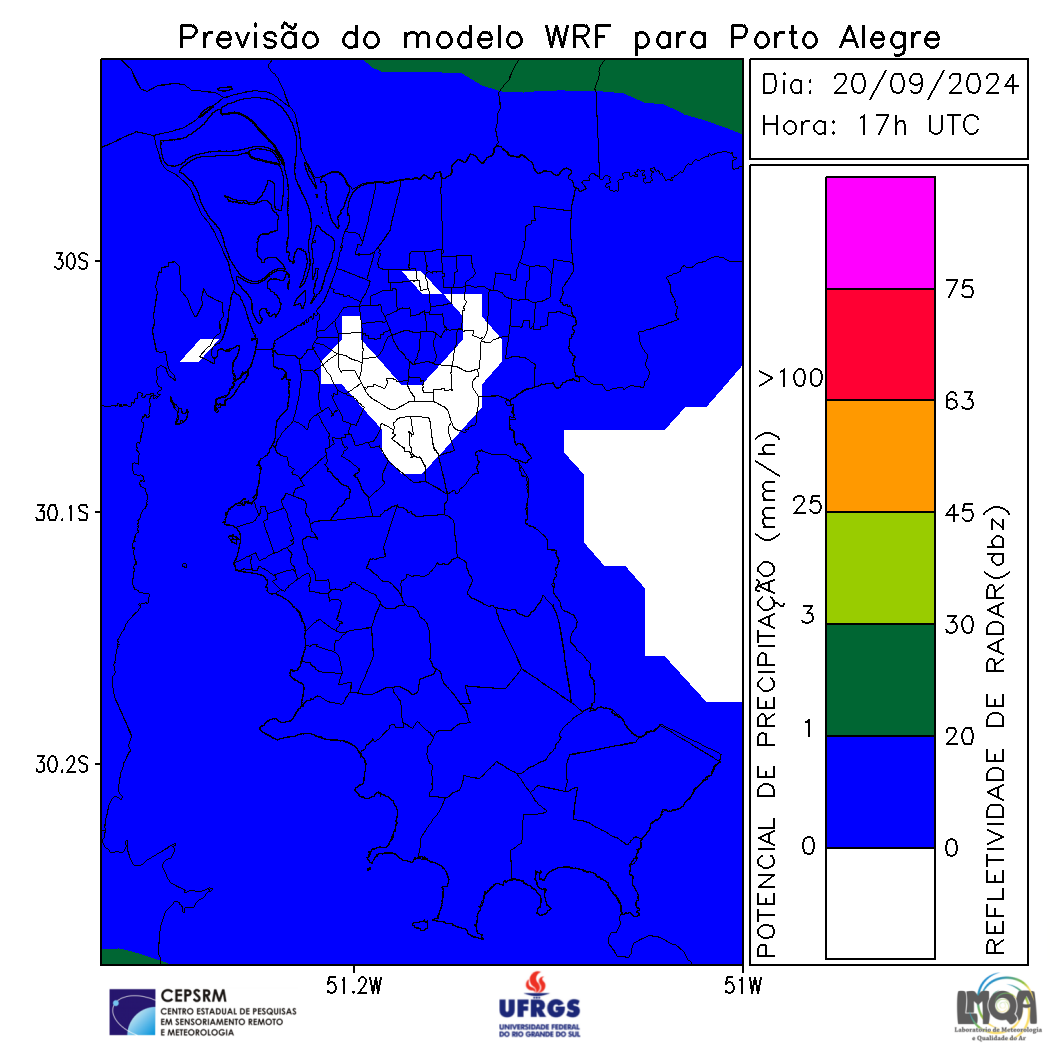 Previsão do modelo WRF para Porto Alegre
Dia: 20/09/2024
Hora: 17h UTC
30S
30.1S
30.2S
51.2W
51W
POTENCIAL DE PRECIPITAÇÃO (mm/h)
>100
25
3
1
0
75
63
45
30
20
0
REFLETIVIDADE DE RADAR(dbz)
CEPSRM
CENTRO ESTADUAL DE PESQUISAS
EM SENSORIAMENTO REMOTO
E METEOROLOGIA
UFRGS
UNIVERSIDADE FEDERAL
DO RIO GRANDE DO SUL
LMQA
Laboratório de Meteorologia
e Qualidade do Ar